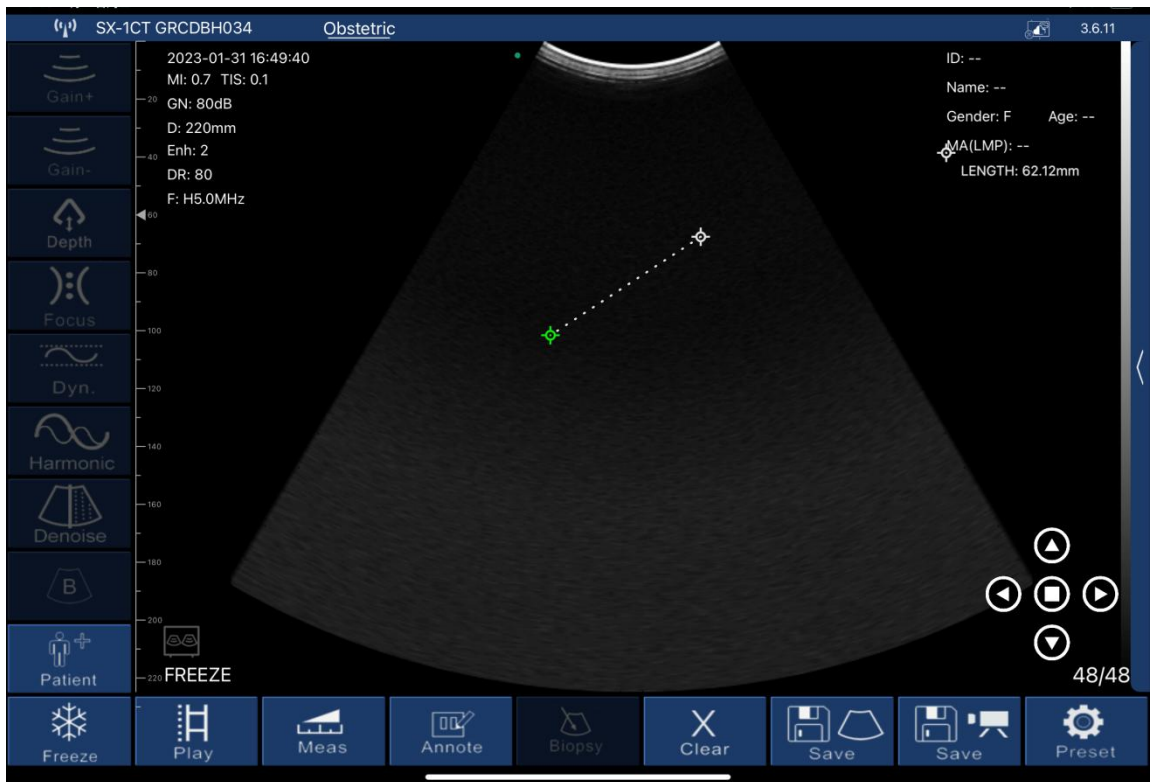 SX-1CT GRCDBH034 Obstetric 3.6.11
2023-01-31 16:49:40
MI: 0.7 TIS: 0.1
GN: 80dB
D: 220mm
Enh: 2
DR: 80
F: H5.0MHz
ID: --
Name: --
Gender: F Age: --
MA(LMP): --
LENGTH: 62.12mm
Gain+
Gain-
Depth
Focus
Dyn.
Harmonic
Denoise
B
Patient
20
40
60
80
100
120
140
160
180
200
220
FREEZE
48/48
Freeze
Play
Meas
Annote
Biopsy
X
Clear
Save
Save
Preset